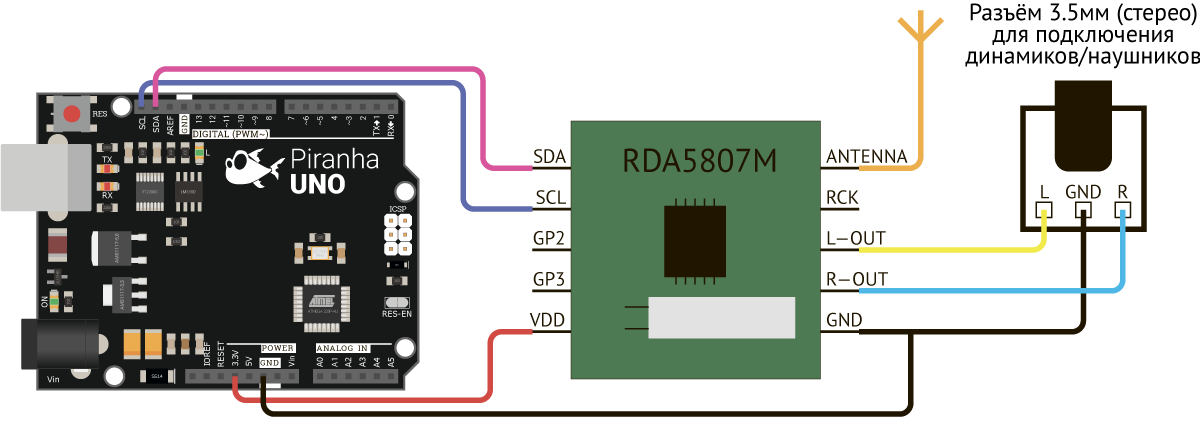 Разъём 3.5мм (стерео)
для подключения
динамиков/наушников
RES
SCL
SDA
AREF
GND
13
12
~11
~10
~9
8
7
~6
~5
4
~3
2
TX 1
RX 0
DIGITAL (PWM~)
L
TX
RX
Piranha
UNO
ICSP
ON
RES-EN
Vin
SS14
ATMEL
IOREF
RESET
3.3V
5V
GND
Vin
POWER
ANALOG IN
A0
A1
A2
A3
A4
A5
RDA5807M
SDA
SCL
GP2
GP3
VDD
ANTENNA
RCK
L-OUT
R-OUT
GND
L GND R